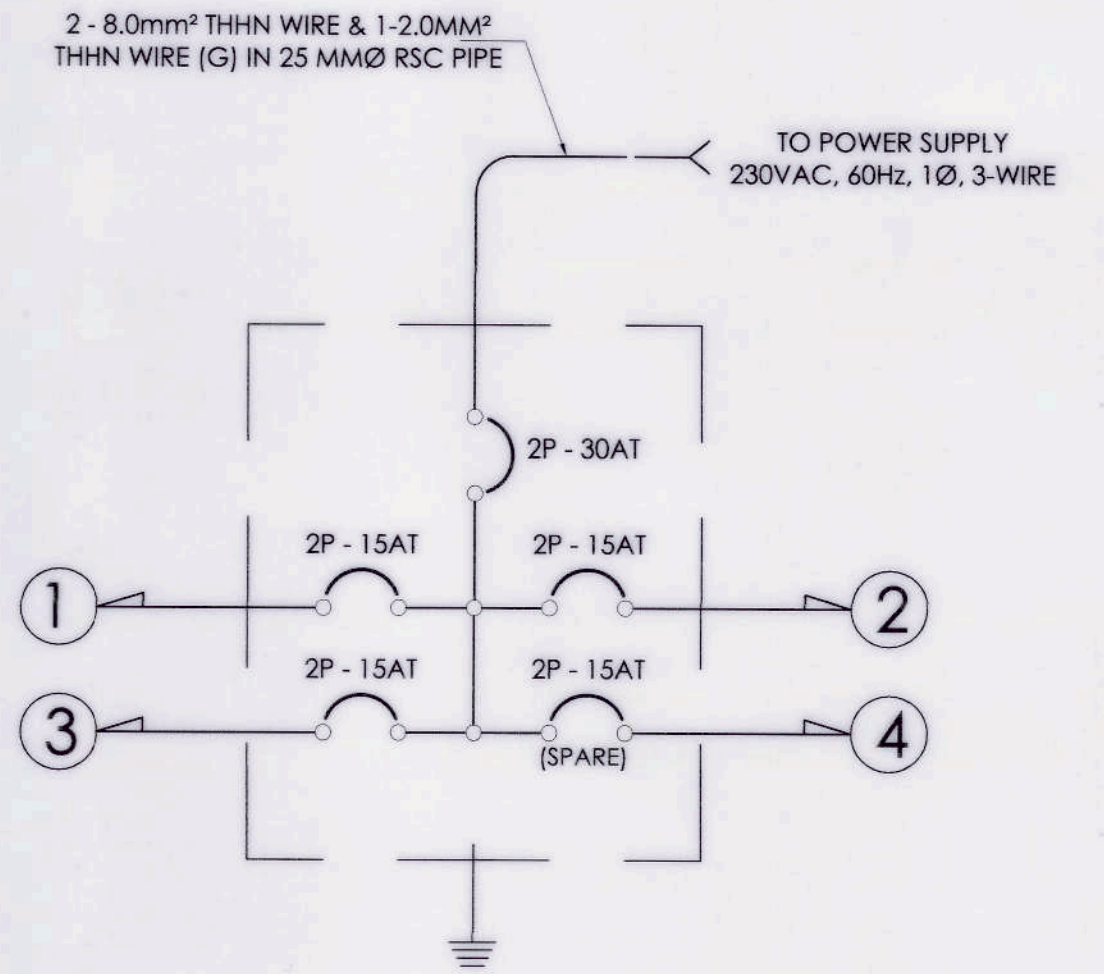 2 - 8.0mm² THHN WIRE & 1-2.0MM²
THHN WIRE (G) IN 25 MMØ RSC PIPE
TO POWER SUPPLY
230VAC, 60Hz, 1Ø, 3-WIRE
2P - 30AT
2P - 15AT
2P - 15AT
1
2
2P - 15AT
2P - 15AT
3
4
(SPARE)